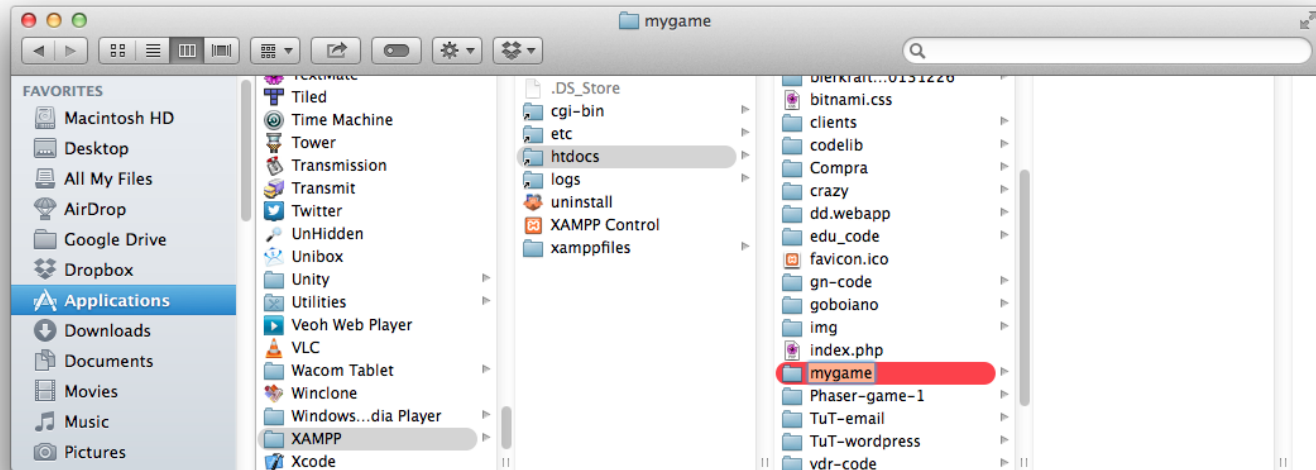 mygame
FAVORITES
Macintosh HD
Desktop
All My Files
AirDrop
Google Drive
Dropbox
Applications
Downloads
Documents
Movies
Music
Pictures
TextMate
Tiled
Time Machine
Tower
Transmission
Transmit
Twitter
UnHidden
Unibox
Unity
Utilities
Veoh Web Player
VLC
Wacom Tablet
Winclone
Windows...dia Player
XAMPP
Xcode
.DS_Store
cgi-bin
etc
htdocs
logs
uninstall
XAMPP Control
xamppfiles
bierkraft...0131226
bitnami.css
clients
codelib
Compra
crazy
dd.webapp
edu_code
favicon.ico
gn-code
goboiano
img
index.php
mygame
Phaser-game-1
TuT-email
TuT-wordpress
vdr-code